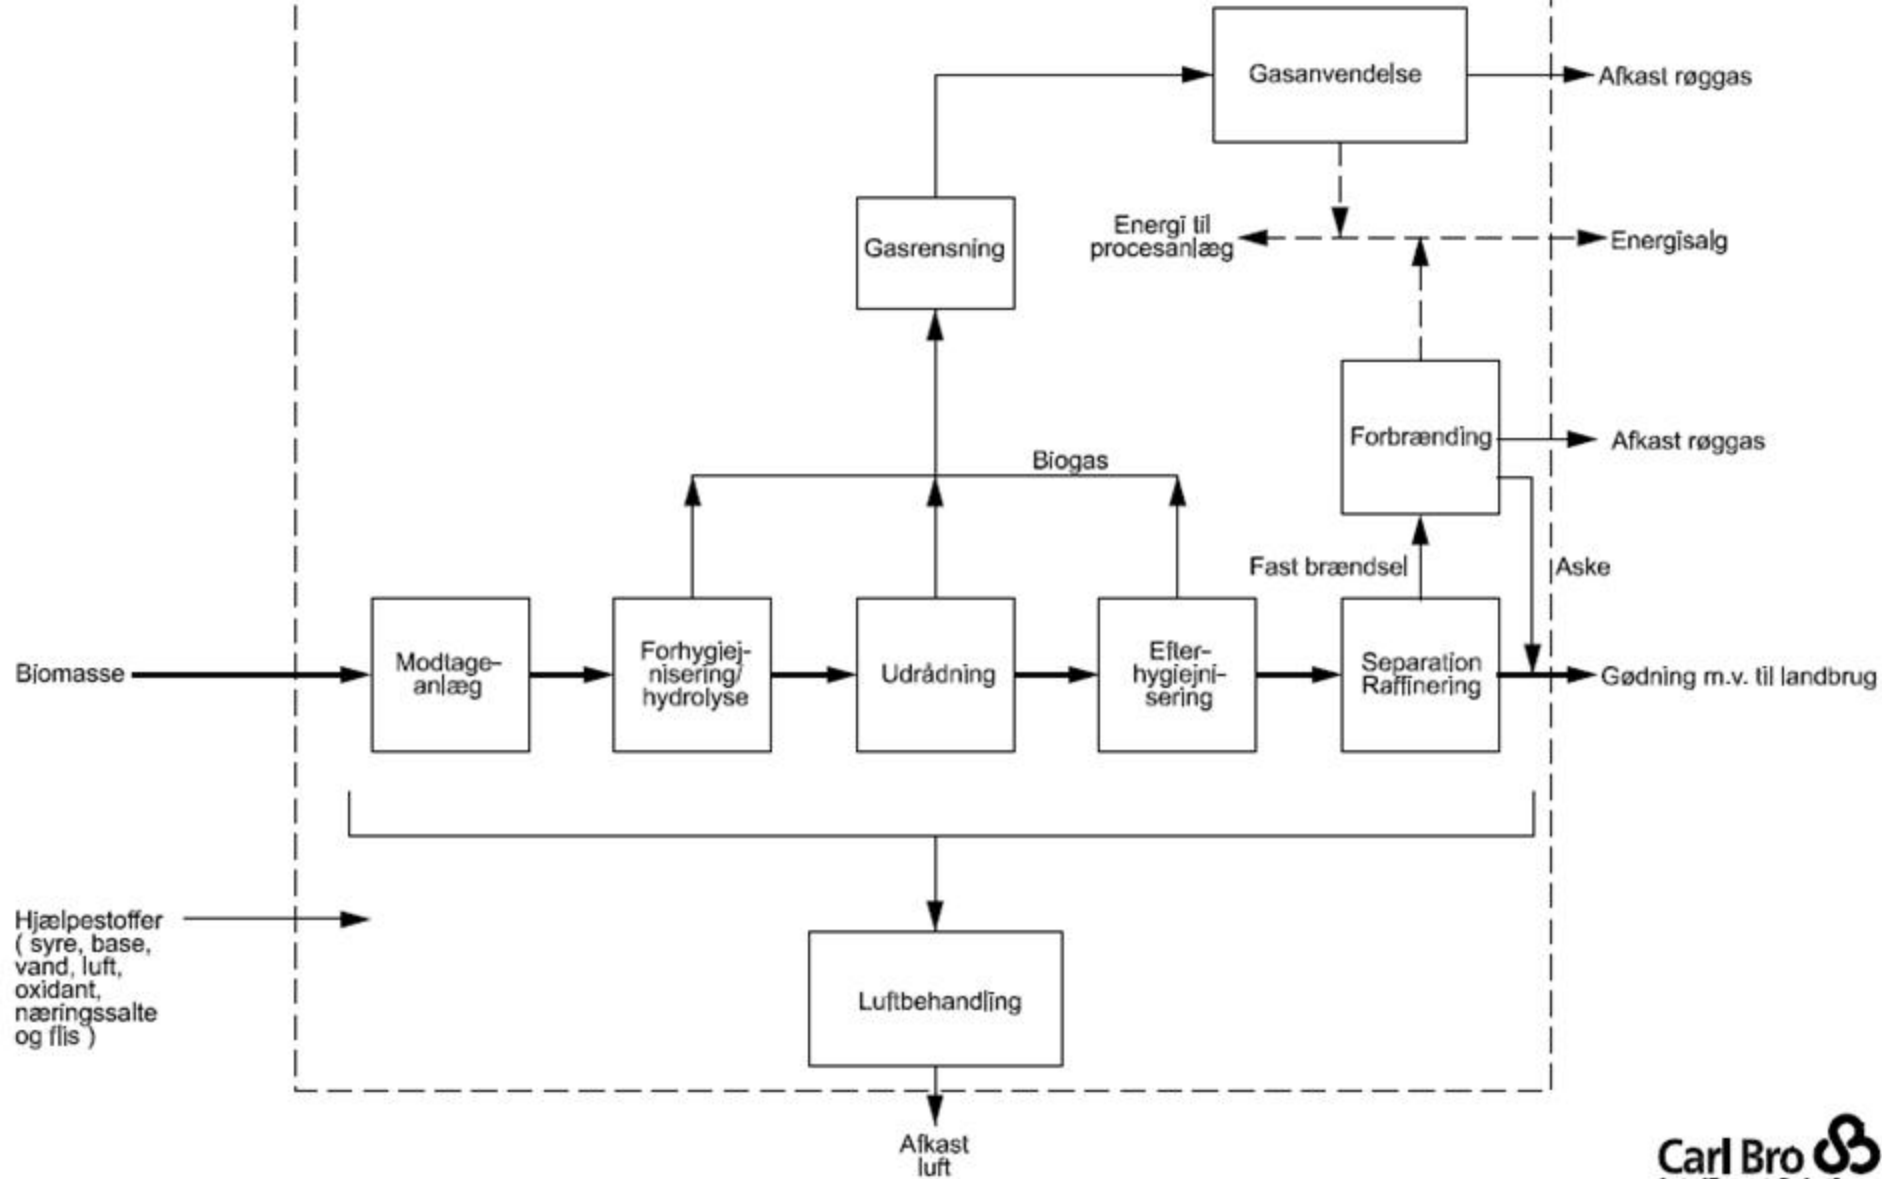 Gasanvendelse
Afkast røggas
Energi til
procesanlæg
Energisalg
Gasrensning
Forbrænding
Afkast røggas
Biogas
Fast brændsel
Aske
Biomasse
Modtage-
anlæg
Forhygiej-
nisering/
hydrolyse
Udrådning
Efter-
hygiejni-
sering
Separation
Raffinering
Gødning m.v. til landbrug
Hjælpestoffer
( syre, base,
vand, luft,
oxidant,
næringssalte
og flis )
Luftbehandling
Afkast
luft
Carl Bro